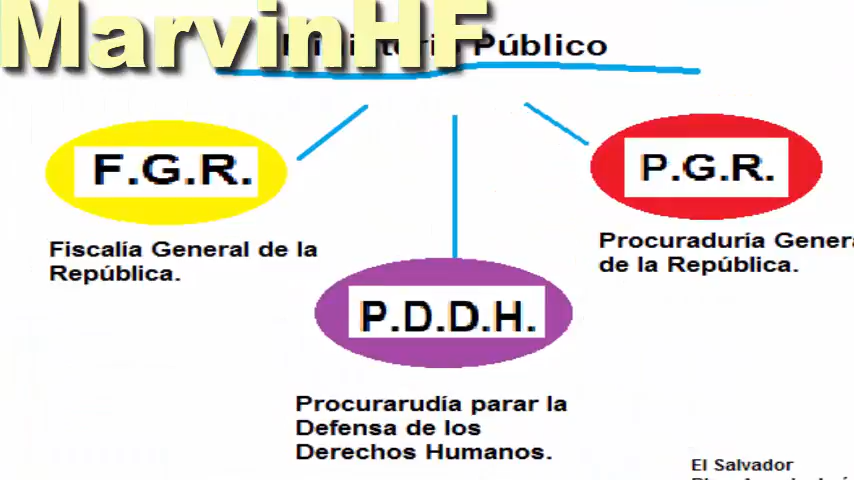 MarvinHF
Público
F.G.R.
P.G.R.
Fiscalía General de la
República.
Procuraduría Genera
de la República.
P.D.D.H.
Procurarudía parar la
Defensa de los
Derechos Humanos.
El Salvador